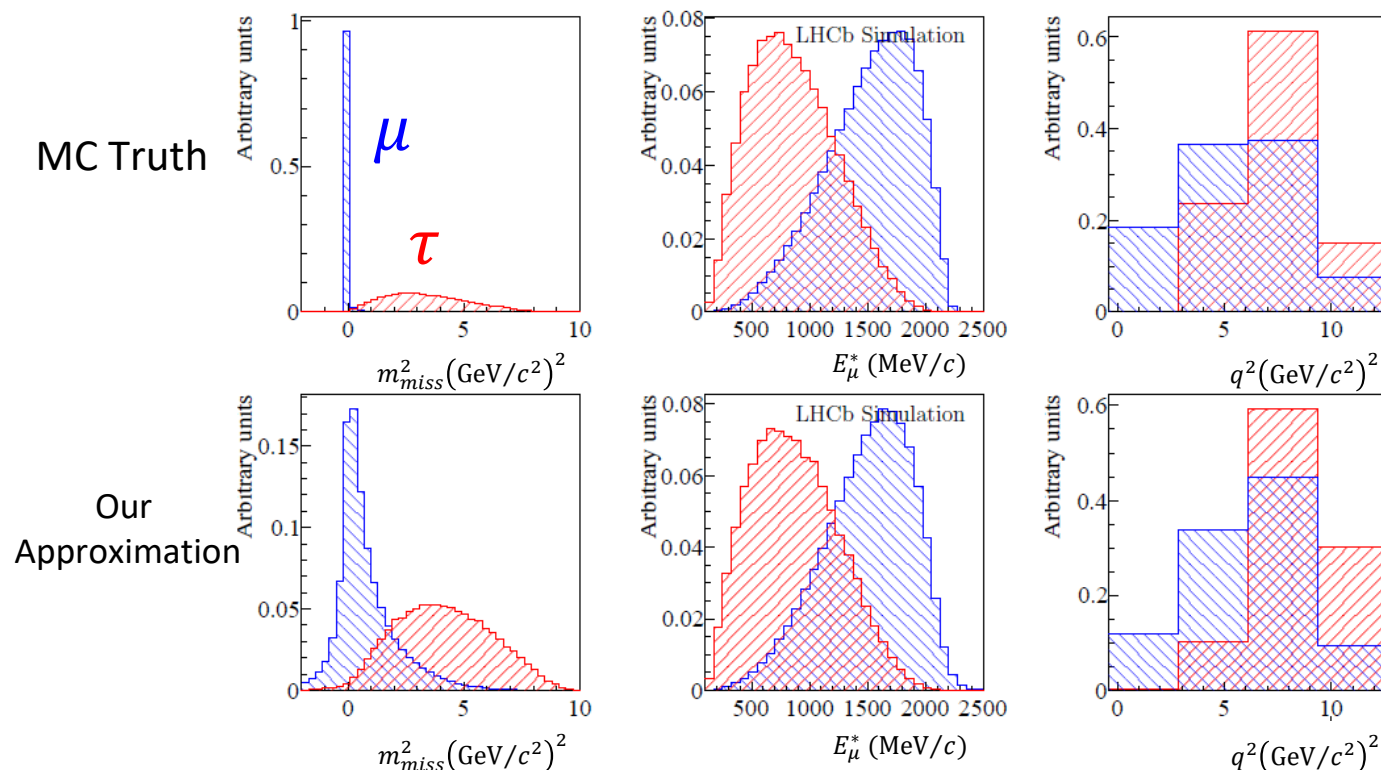 MC Truth
Arbitrary units
1
0.5
0
μ
τ
0 5 10
m²miss(GeV/c²)²
Arbitrary units
LHCb Simulation
0.08
0.06
0.04
0.02
0
500 1000 1500 2000 2500
E*μ (MeV/c)
Arbitrary units
0.6
0.4
0.2
0
0 5 10
q²(GeV/c²)²
Our
Approximation
Arbitrary units
0.15
0.1
0.05
0
0 5 10
m²miss(GeV/c²)²
Arbitrary units
LHCb Simulation
0.08
0.06
0.04
0.02
0
500 1000 1500 2000 2500
E*μ (MeV/c)
Arbitrary units
0.6
0.4
0.2
0
0 5 10
q²(GeV/c²)²